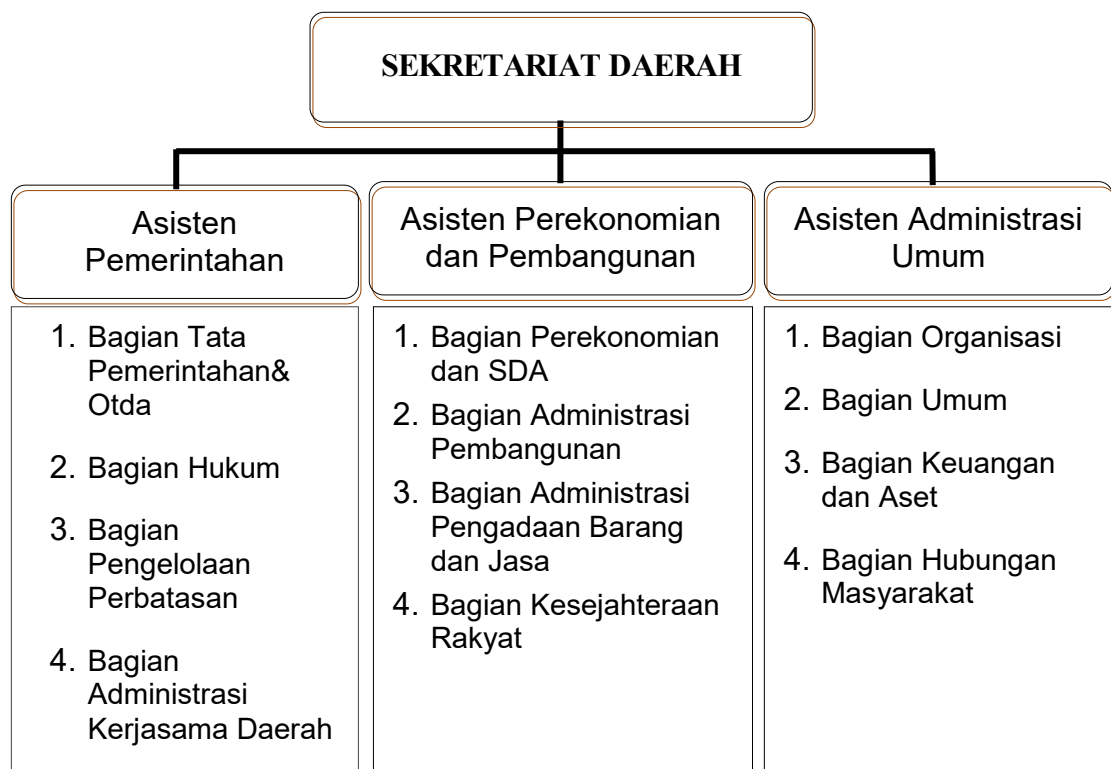 SEKRETARIAT DAERAH
Asisten
Pemerintahan
1. Bagian Tata
Pemerintahan&
Otda
2. Bagian Hukum
3. Bagian
Pengelolaan
Perbatasan
4. Bagian
Administrasi
Kerjasama Daerah
Asisten Perekonomian
dan Pembangunan
1. Bagian Perekonomian
dan SDA
2. Bagian Administrasi
Pembangunan
3. Bagian Administrasi
Pengadaan Barang
dan Jasa
4. Bagian Kesejahteraan
Rakyat
Asisten Administrasi
Umum
1. Bagian Organisasi
2. Bagian Umum
3. Bagian Keuangan
dan Aset
4. Bagian Hubungan
Masyarakat